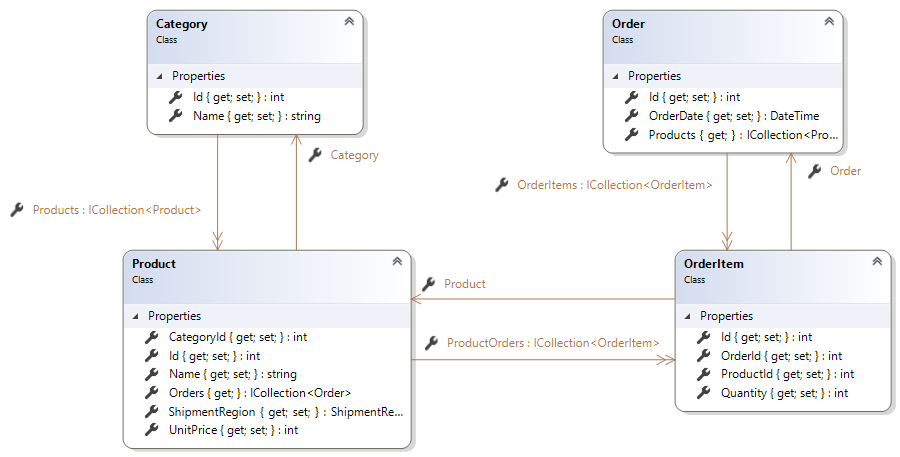 Category
Class
Properties
Id { get; set; } : int
Name { get; set; } : string
Order
Class
Properties
Id { get; set; } : int
OrderDate { get; set; } : DateTime
Products { get; } : ICollection<Pro...
Category
Products : ICollection<Product>
Order
OrderItems : ICollection<OrderItem>
Product
Class
Properties
CategoryId { get; set; } : int
Id { get; set; } : int
Name { get; set; } : string
Orders { get; } : ICollection<Order>
ShipmentRegion { get; set; } : ShipmentRe...
UnitPrice { get; set; } : int
Product
ProductOrders : ICollection<OrderItem>
OrderItem
Class
Properties
Id { get; set; } : int
OrderId { get; set; } : int
ProductId { get; set; } : int
Quantity { get; set; } : int